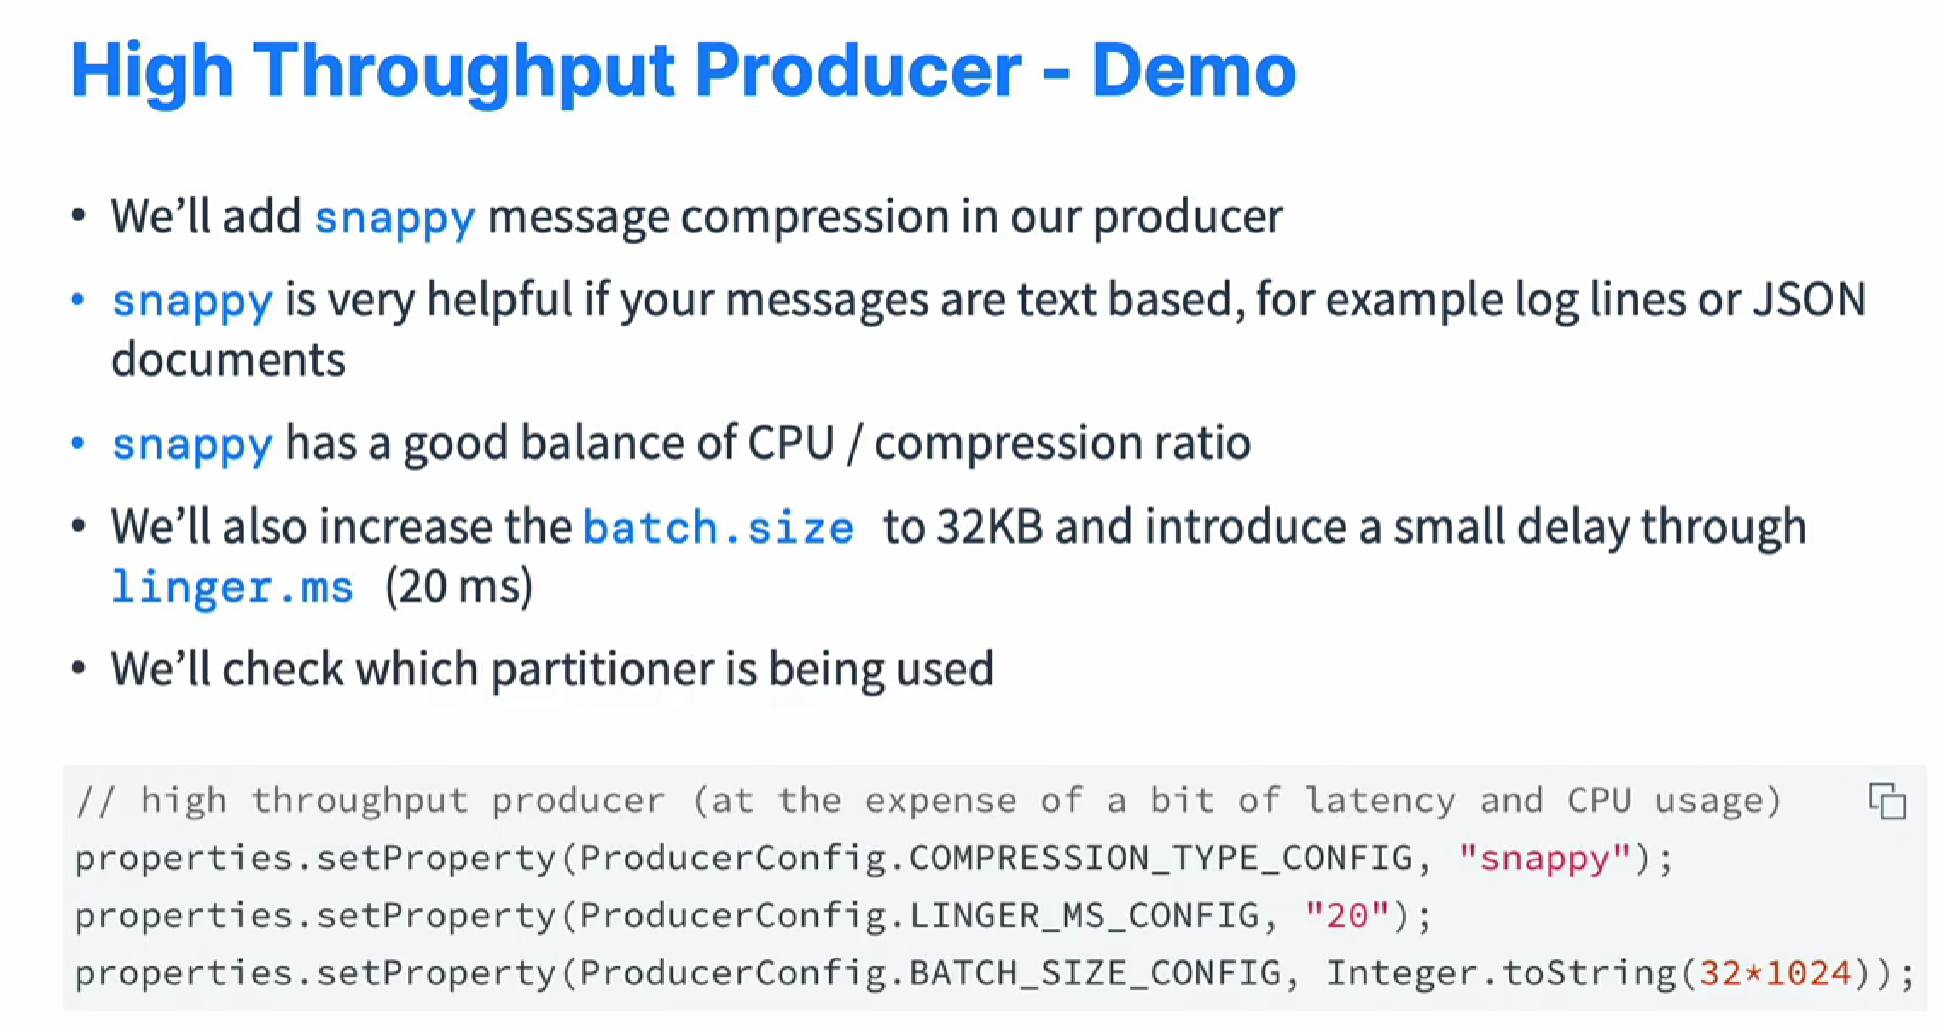 High Throughput Producer - Demo
• We’ll add snappy message compression in our producer
• snappy is very helpful if your messages are text based, for example log lines or JSON
documents
• snappy has a good balance of CPU / compression ratio
• We’ll also increase the batch.size to 32KB and introduce a small delay through
linger.ms (20 ms)
• We’ll check which partitioner is being used
// high throughput producer (at the expense of a bit of latency and CPU usage)
properties.setProperty(ProducerConfig.COMPRESSION_TYPE_CONFIG, "snappy");
properties.setProperty(ProducerConfig.LINGER_MS_CONFIG, "20");
properties.setProperty(ProducerConfig.BATCH_SIZE_CONFIG, Integer.toString(32*1024));